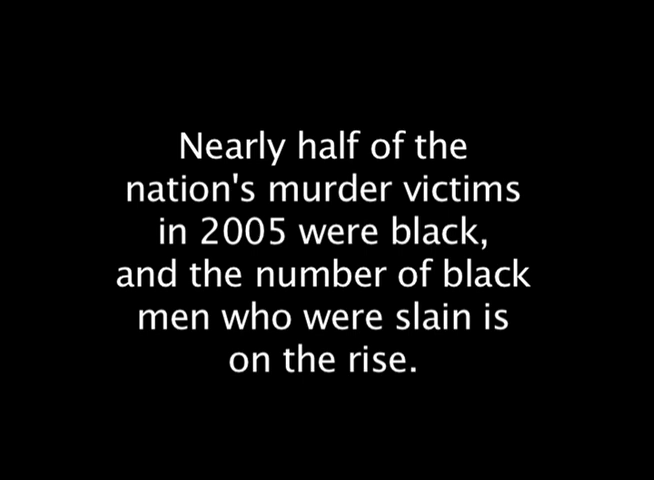 Nearly half of the
nation's murder victims
in 2005 were black,
and the number of black
men who were slain is
on the rise.